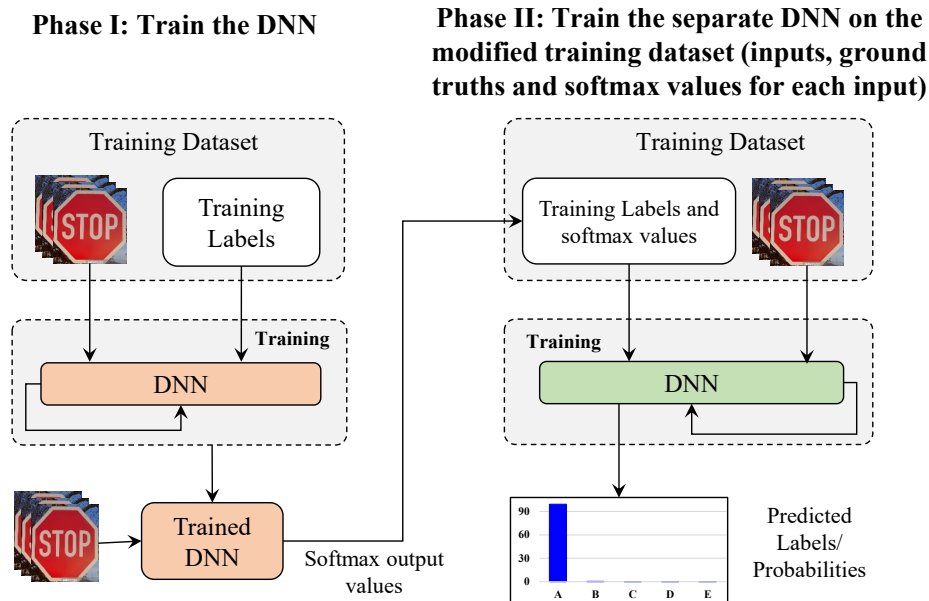 Phase I: Train the DNN
Phase II: Train the separate DNN on the
modified training dataset (inputs, ground
truths and softmax values for each input)
Training Dataset
STOP
Training
Labels
Training
DNN
STOP
Trained
DNN
Softmax output
values
Training Dataset
Training Labels and
softmax values
STOP
Training
DNN
90
60
30
0
A B C D E
Predicted
Labels/
Probabilities